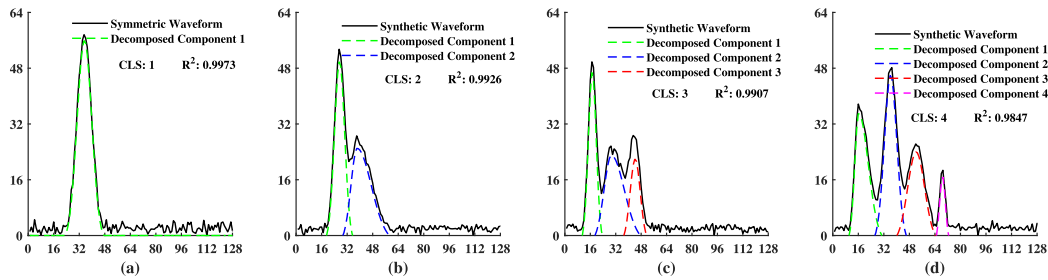 64
48
32
16
0
0 16 32 48 64 80 96 112 128
Symmetric Waveform
Decomposed Component 1
CLS: 1 R²: 0.9973
(a)
64
48
32
16
0
0 16 32 48 64 80 96 112 128
Synthetic Waveform
Decomposed Component 1
Decomposed Component 2
CLS: 2 R²: 0.9926
(b)
64
48
32
16
0
0 16 32 48 64 80 96 112 128
Synthetic Waveform
Decomposed Component 1
Decomposed Component 2
Decomposed Component 3
CLS: 3 R²: 0.9907
(c)
64
48
32
16
0
0 16 32 48 64 80 96 112 128
Synthetic Waveform
Decomposed Component 1
Decomposed Component 2
Decomposed Component 3
Decomposed Component 4
CLS: 4 R²: 0.9847
(d)